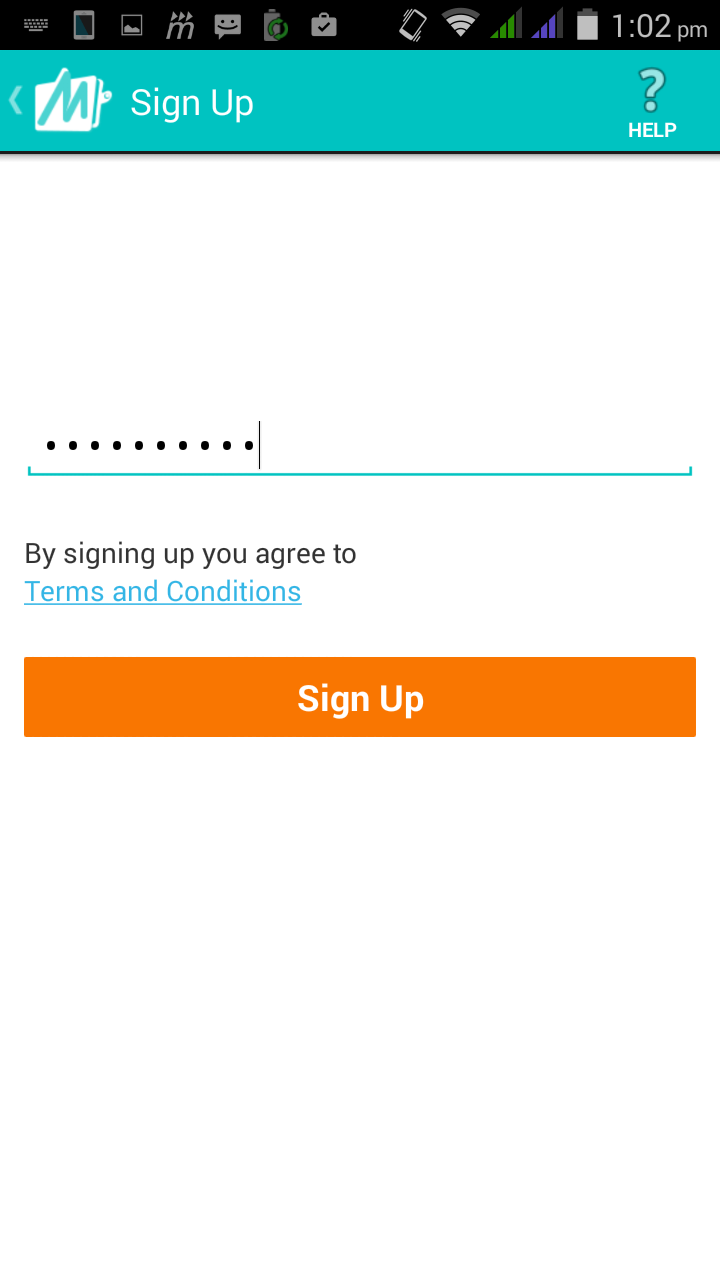 1:02 pm
Sign Up
HELP
••••••••••
By signing up you agree to
Terms and Conditions
Sign Up